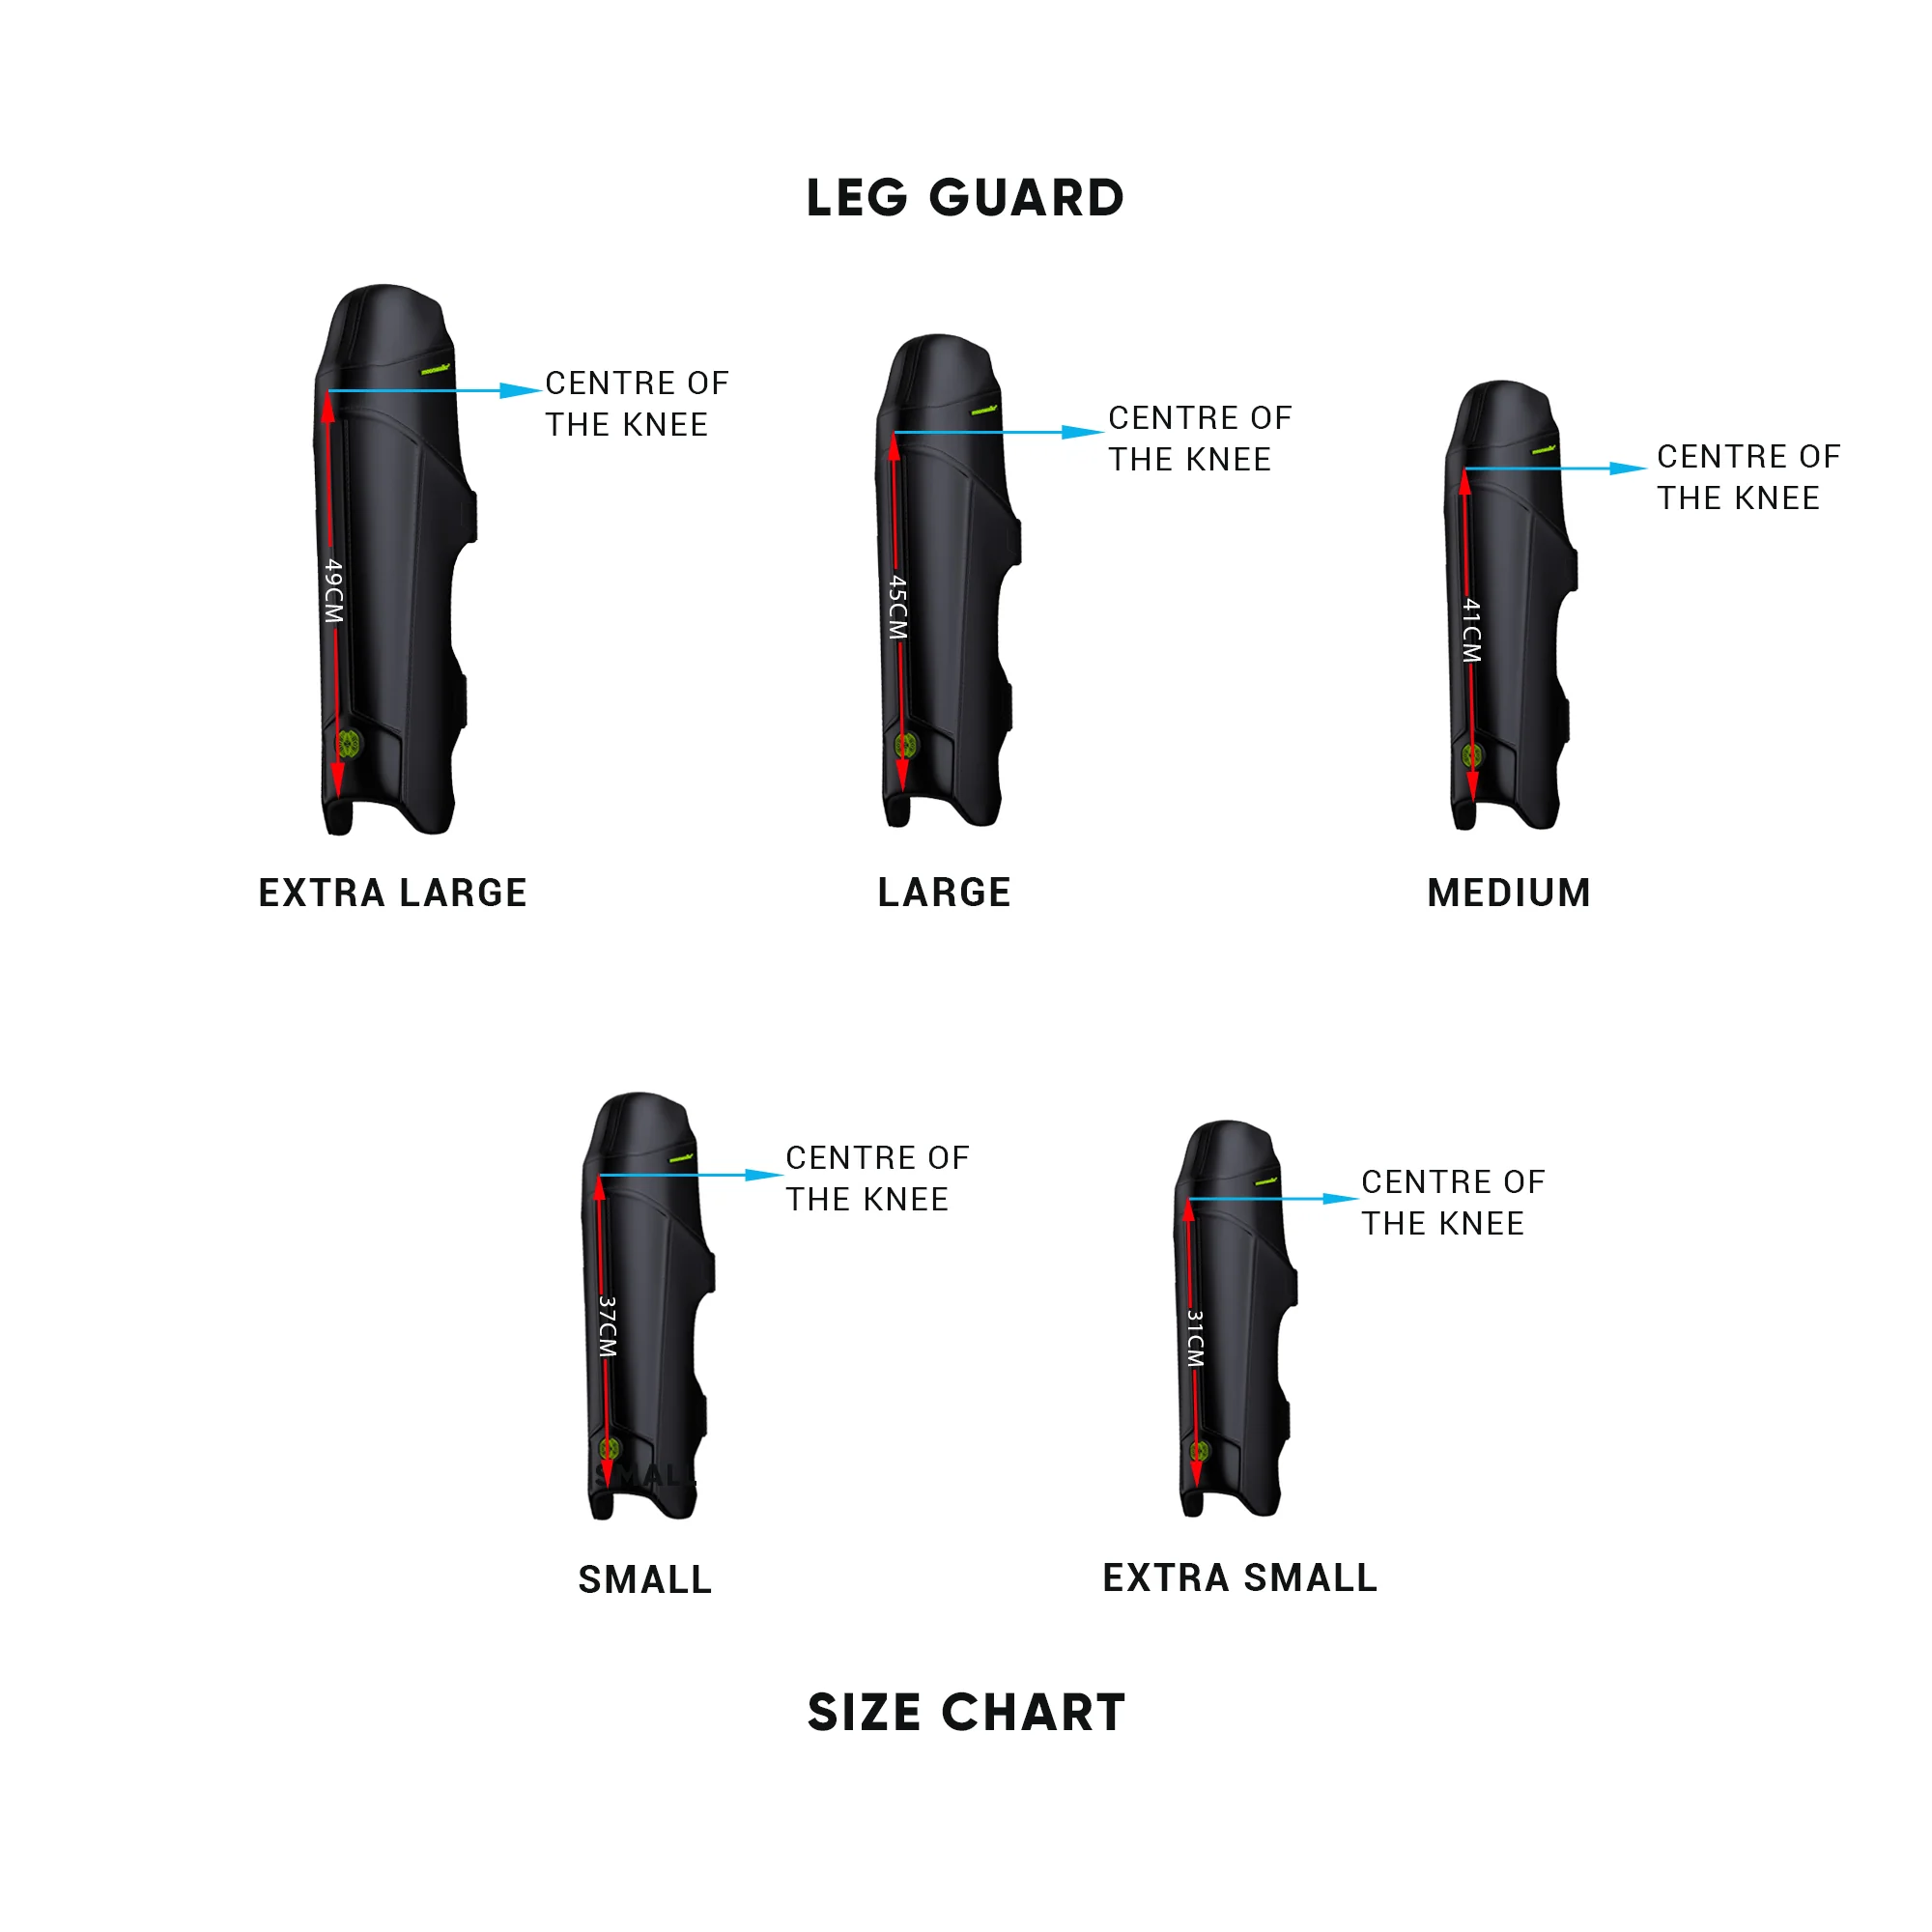 LEG GUARD
CENTRE OF
THE KNEE
49CM
EXTRA LARGE
CENTRE OF
THE KNEE
45CM
LARGE
CENTRE OF
THE KNEE
41CM
MEDIUM
CENTRE OF
THE KNEE
37CM
SMALL
SMALL
CENTRE OF
THE KNEE
31CM
EXTRA SMALL
SIZE CHART